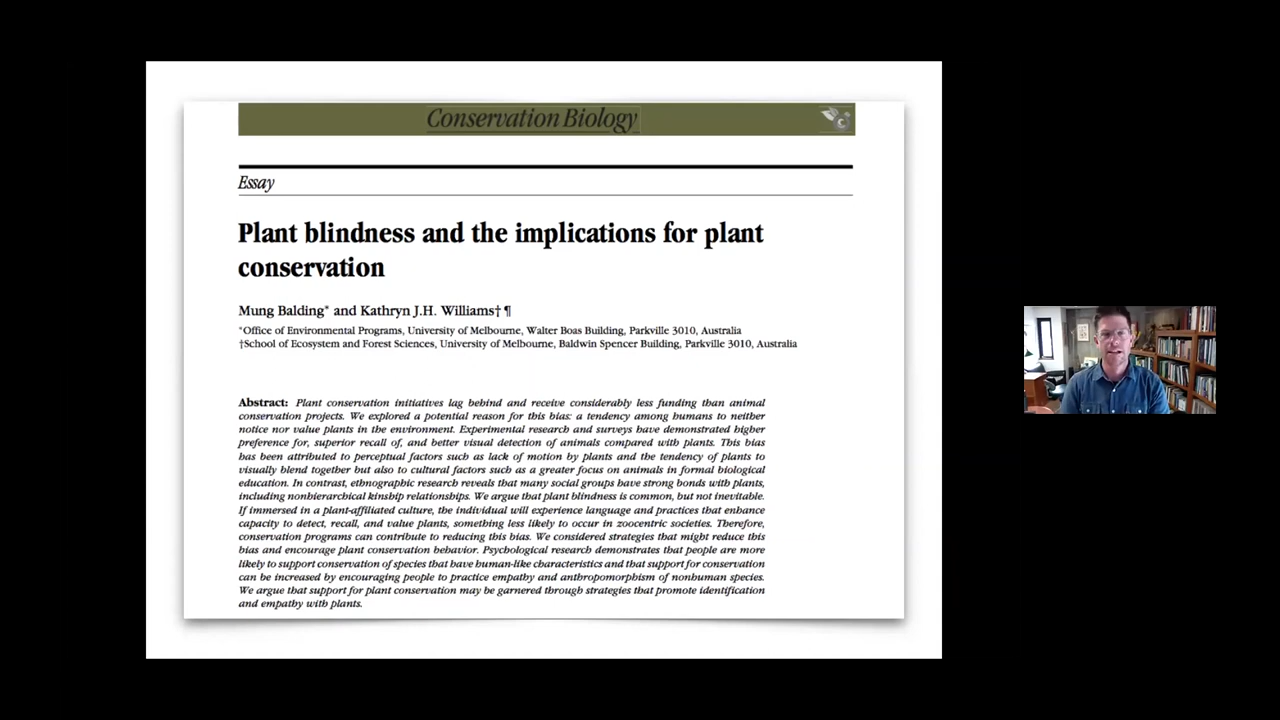 Conservation Biology
Essay
Plant blindness and the implications for plant
conservation
Mung Balding* and Kathryn J.H. Williams† ¶
*Office of Environmental Programs, University of Melbourne, Walter Boas Building, Parkville 3010, Australia
†School of Ecosystem and Forest Sciences, University of Melbourne, Baldwin Spencer Building, Parkville 3010, Australia
Abstract: Plant conservation initiatives lag behind and receive considerably less funding than animal
conservation projects. We explored a potential reason for this bias: a tendency among humans to neither
notice nor value plants in the environment. Experimental research and surveys have demonstrated higher
preference for, superior recall of, and better visual detection of animals compared with plants. This bias
has been attributed to perceptual factors such as lack of motion by plants and the tendency of plants to
visually blend together but also to cultural factors such as a greater focus on animals in formal biological
education. In contrast, ethnographic research reveals that many social groups have strong bonds with plants,
including nonhierarchical kinship relationships. We argue that plant blindness is common, but not inevitable.
If immersed in a plant-affiliated culture, the individual will experience language and practices that enhance
capacity to detect, recall, and value plants, something less likely to occur in zoocentric societies. Therefore,
conservation programs can contribute to reducing this bias. We considered strategies that might reduce this
bias and encourage plant conservation behavior. Psychological research demonstrates that people are more
likely to support conservation of species that have human-like characteristics and that support for conservation
can be increased by encouraging people to practice empathy and anthropomorphism of nonhuman species.
We argue that support for plant conservation may be garnered through strategies that promote identification
and empathy with plants.